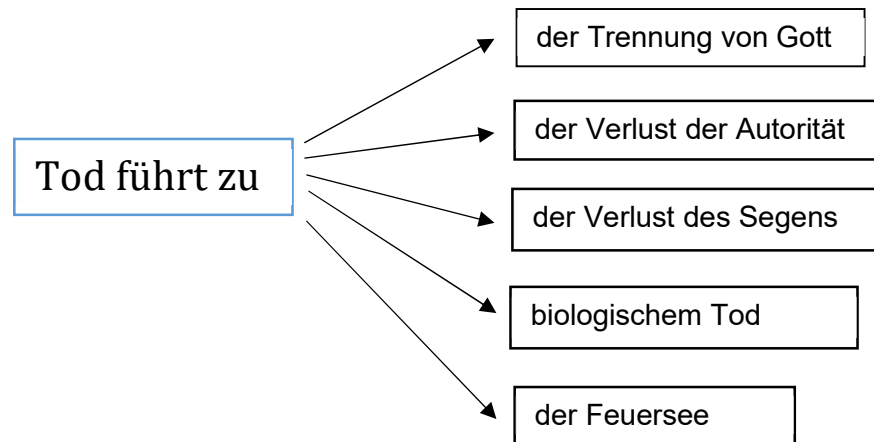 Tod führt zu
der Trennung von Gott
der Verlust der Autorität
der Verlust des Segens
biologischem Tod
der Feuersee